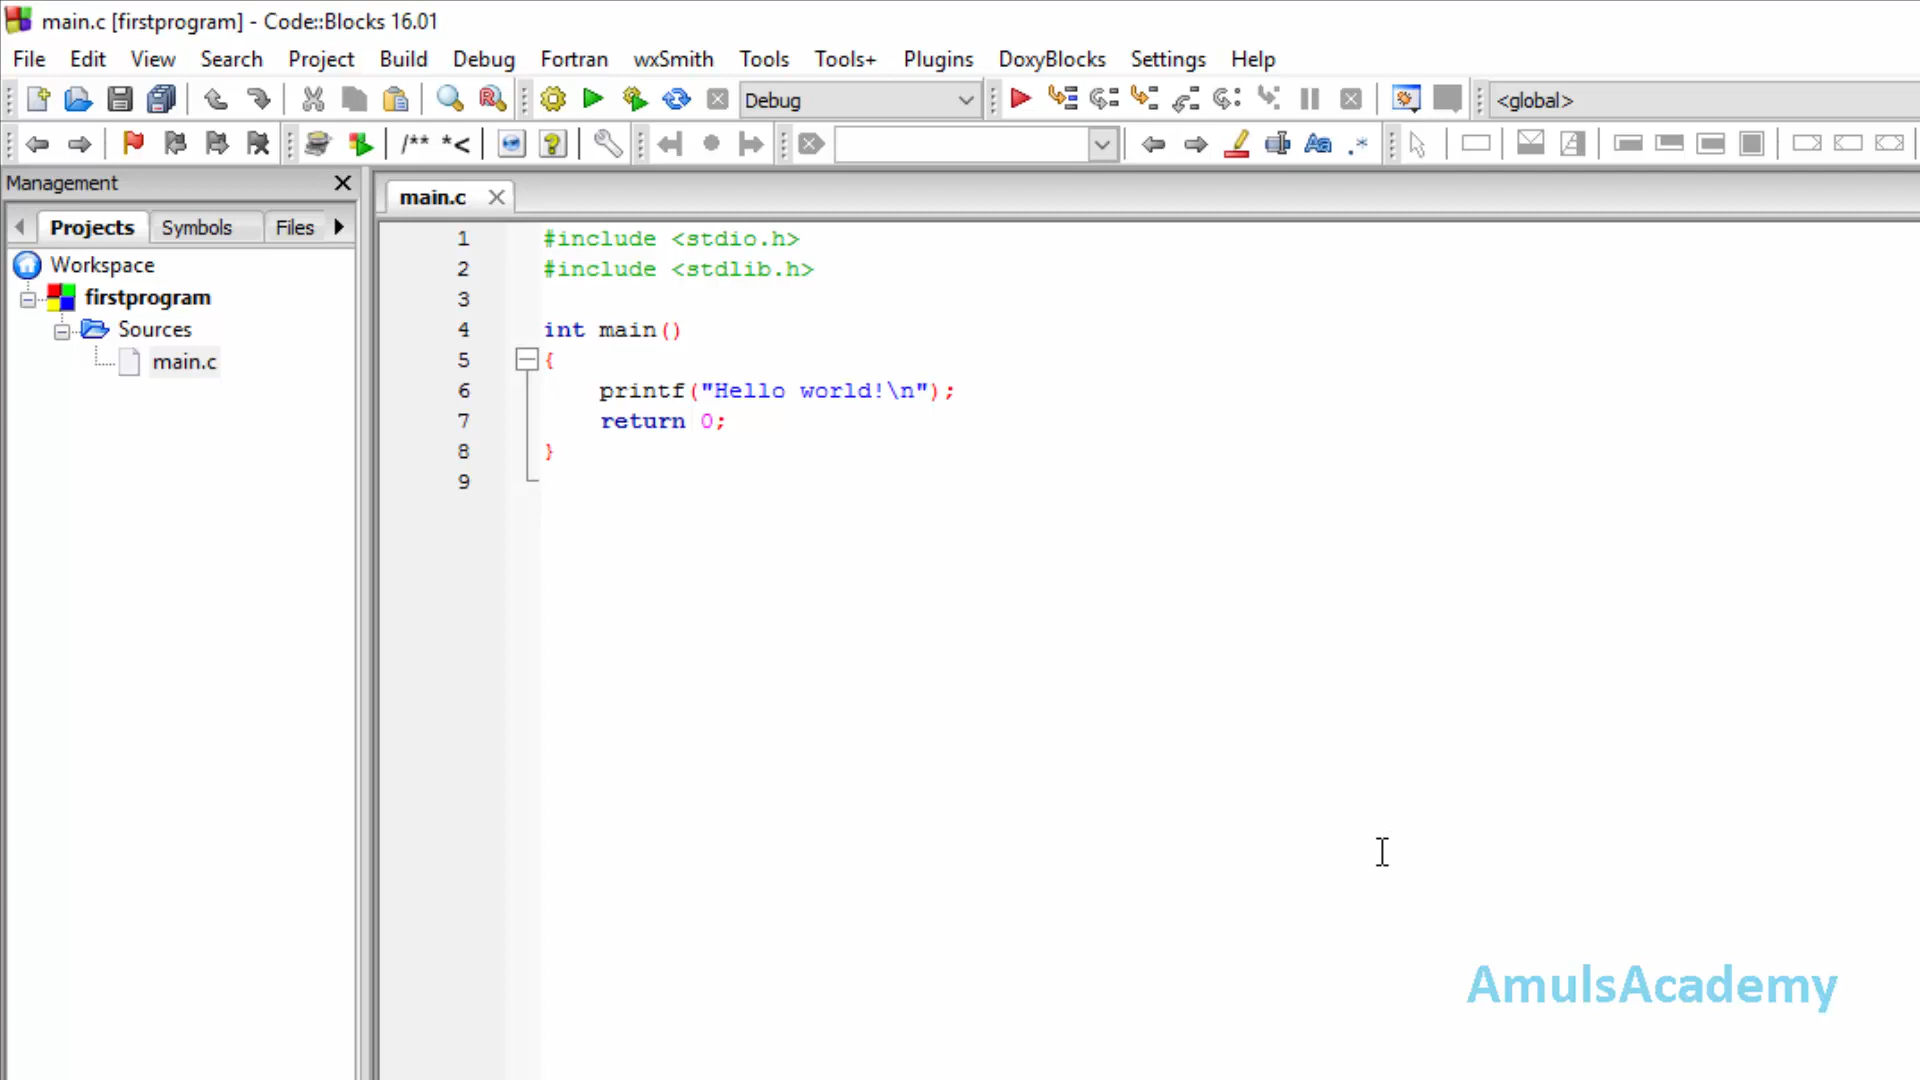 main.c [firstprogram] - Code::Blocks 16.01
File Edit View Search Project Build Debug Fortran wxSmith Tools Tools+ Plugins DoxyBlocks Settings Help
Debug <global>
/** *<
Management
main.c
Projects Symbols Files
Workspace
firstprogram
Sources
main.c
1 #include <stdio.h>
2 #include <stdlib.h>
3
4 int main()
5 {
6 printf("Hello world!\n");
7 return 0;
8 }
9
AmulsAcademy